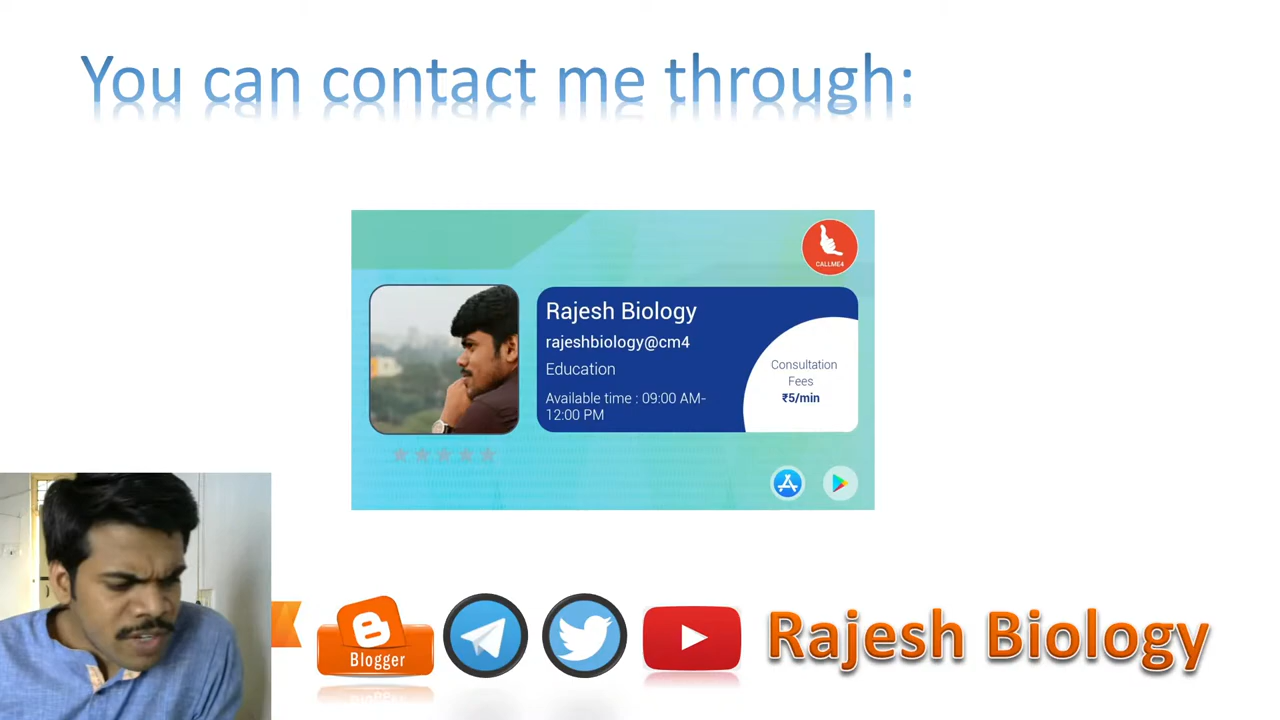 You can contact me through:
CALLME4
Rajesh Biology
rajeshbiology@cm4
Education
Available time : 09:00 AM-
12:00 PM
Consultation
Fees
₹5/min
Blogger
Rajesh Biology